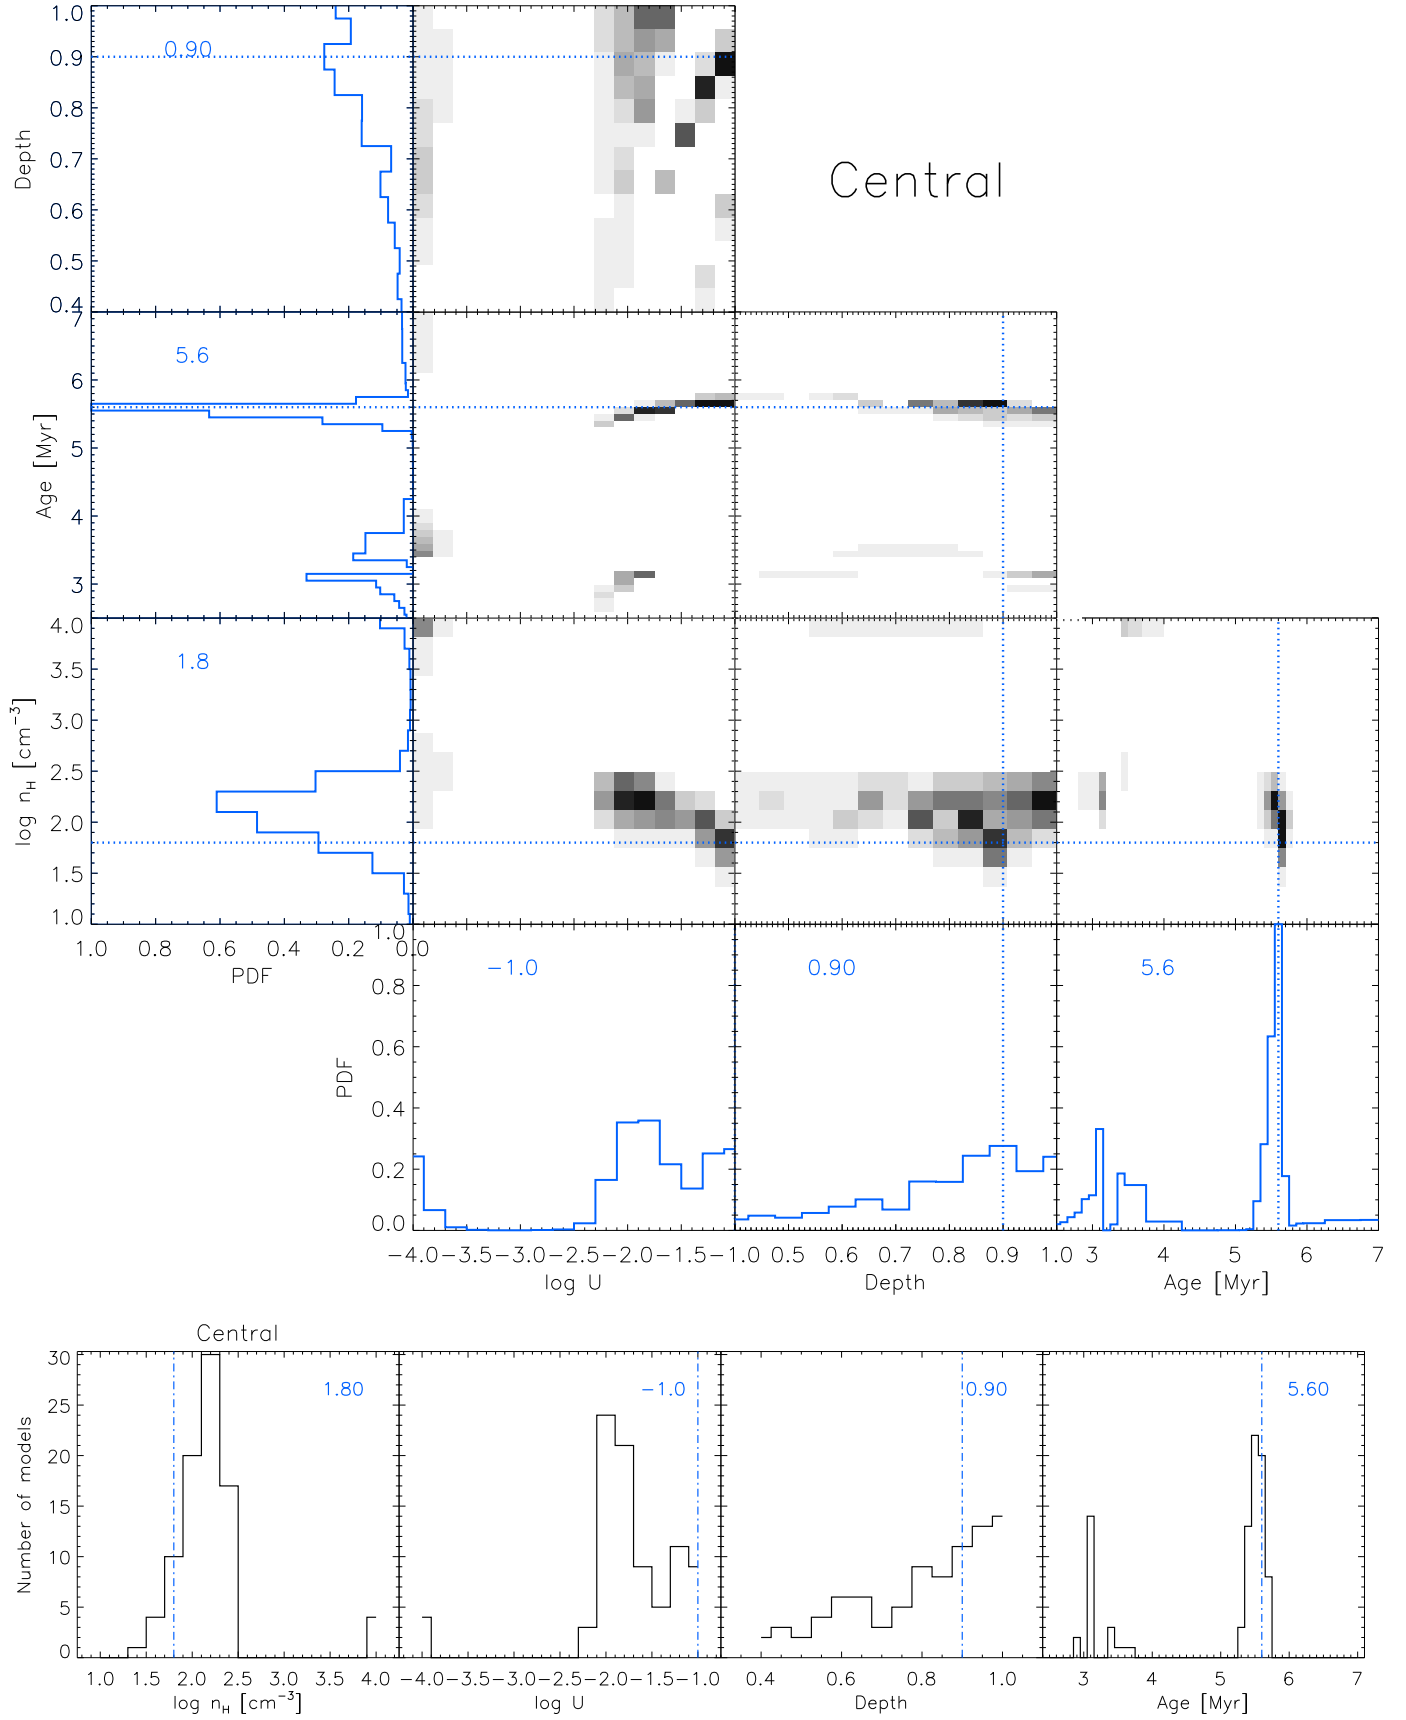 1.0
0.90
0.9
0.8
Depth
0.7
0.6
0.5
0.4
Central
7
5.6
6
Age [Myr]
5
4
3
4.0
1.8
3.5
log n_H [cm⁻³]
3.0
2.5
2.0
1.5
1.0
1.0 0.8 0.6 0.4 0.2 0.0
PDF
1.0
−1.0 0.90 5.6
0.8
0.6
PDF
0.4
0.2
0.0
−4.0 −3.5 −3.0 −2.5 −2.0 −1.5 −1.0 0.5 0.6 0.7 0.8 0.9 1.0 3 4 5 6 7
log U Depth Age [Myr]
Central
30
1.80 −1.0 0.90 5.60
25
20
Number of models
15
10
5
0
1.0 1.5 2.0 2.5 3.0 3.5 4.0 −4.0 −3.5 −3.0 −2.5 −2.0 −1.5 −1.0 0.4 0.6 0.8 1.0 3 4 5 6 7
log n_H [cm⁻³] log U Depth Age [Myr]